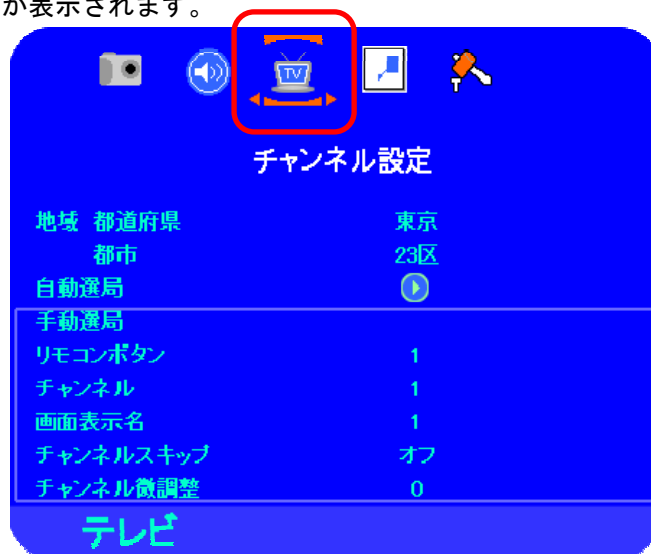 が表示されます。
TV
チャンネル設定
地域 都道府県 東京
都市 23区
自動選局
手動選局
リモコンボタン 1
チャンネル 1
画面表示名 1
チャンネルスキップ オフ
チャンネル微調整 0
テレビ